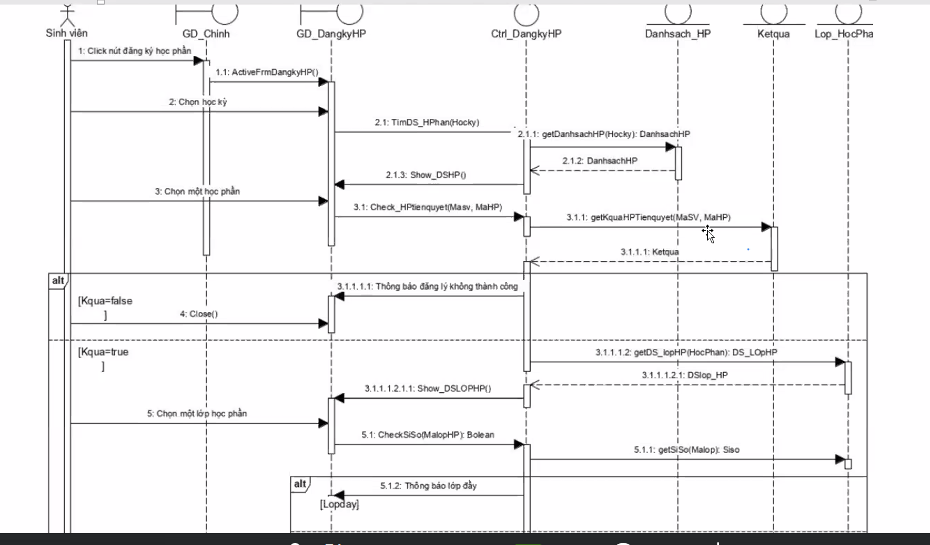 Sinh viên
GD_Chinh
GD_DangkyHP
Ctrl_DangkyHP
Danhsach_HP
Ketqua
Lop_HocPha
1: Click nút đăng ký học phần
1.1: ActiveFrmDangkyHP()
2: Chọn học kỳ
2.1: TimDS_HPhan(Hocky)
2.1.1: getDanhsachHP(Hocky): DanhsachHP
2.1.2: DanhsachHP
2.1.3: Show_DSHP()
3: Chọn một học phần
3.1: Check_HPtienquyet(Masv, MaHP)
3.1.1: getKquaHPTienquyet(MaSV, MaHP)
3.1.1.1: Ketqua
alt
3.1.1.1.1: Thông báo đăng lý không thành công
[Kqua=false
]
4: Close()
[Kqua=true
]
3.1.1.1.2: getDS_lopHP(HocPhan): DS_LOpHP
3.1.1.1.2.1: DSlop_HP
3.1.1.1.2.1.1: Show_DSLOPHP()
5: Chọn một lớp học phần
5.1: CheckSiSo(MalopHP): Bolean
5.1.1: getSiSo(Malop): Siso
alt
5.1.2: Thông báo lớp đầy
[Lopday]